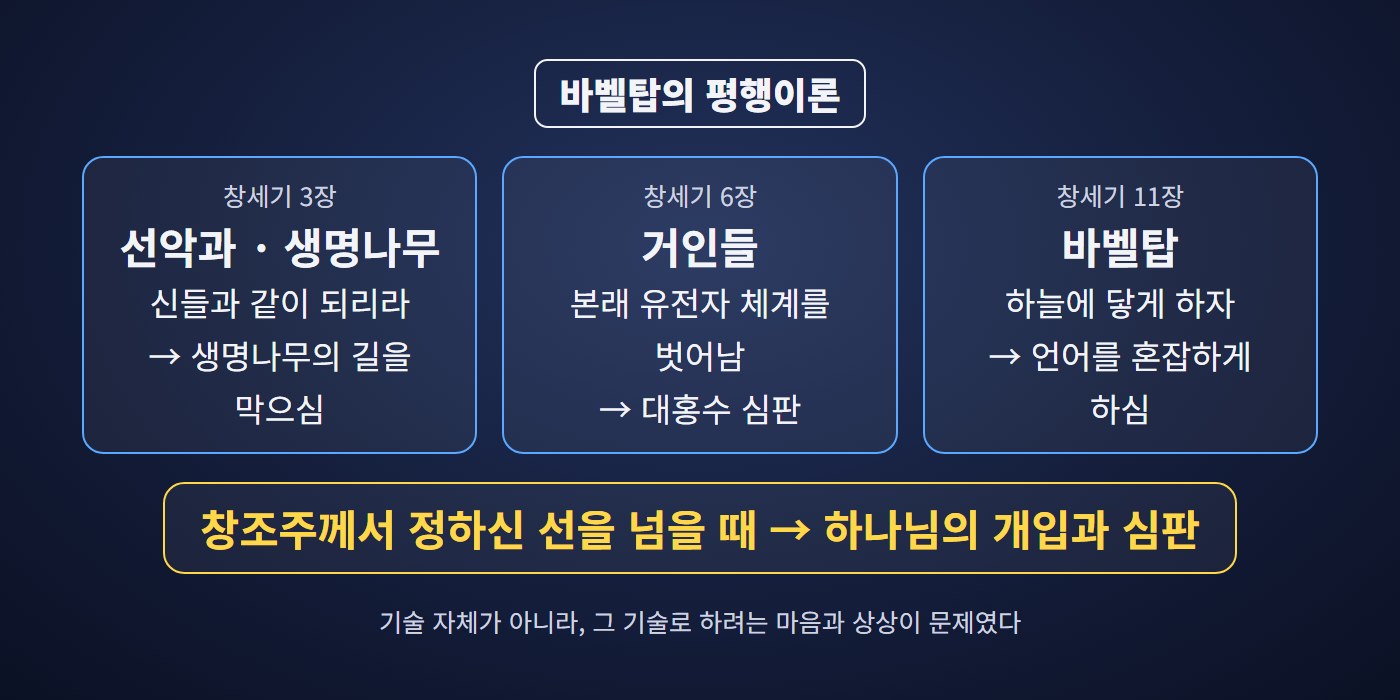 바벨탑의 평행이론
창세기 3장
선악과 · 생명나무
신들과 같이 되리라
→ 생명나무의 길을
막으심
창세기 6장
거인들
본래 유전자 체계를
벗어남
→ 대홍수 심판
창세기 11장
바벨탑
하늘에 닿게 하자
→ 언어를 혼잡하게
하심
창조주께서 정하신 선을 넘을 때 → 하나님의 개입과 심판
기술 자체가 아니라, 그 기술로 하려는 마음과 상상이 문제였다